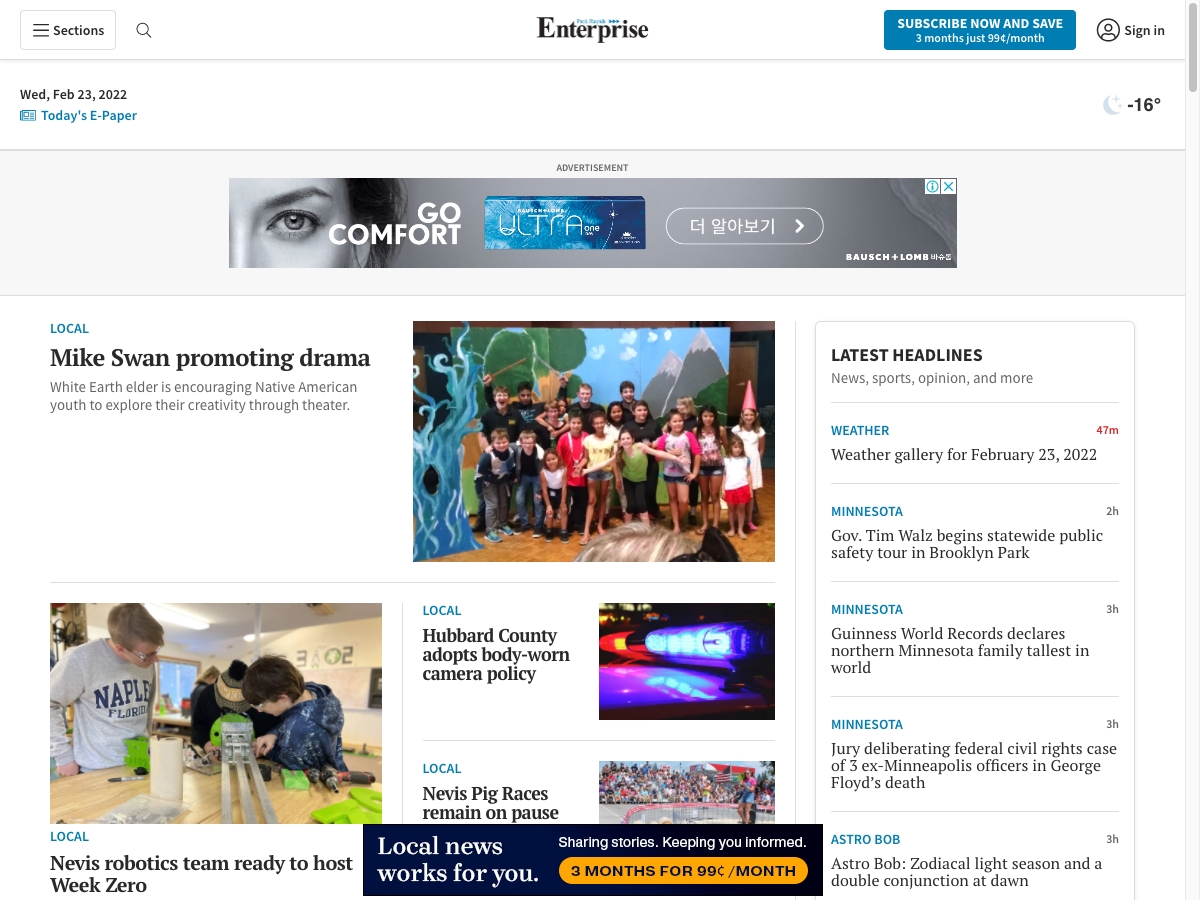 Sections
Park Rapids
Enterprise
SUBSCRIBE NOW AND SAVE
3 months just 99¢/month
Sign in
Wed, Feb 23, 2022
Today's E-Paper
-16°
ADVERTISEMENT
GO
COMFORT
BAUSCH+LOMB
ULTRA one
더 알아보기
BAUSCH + LOMB 바슈롬
LOCAL
Mike Swan promoting drama
White Earth elder is encouraging Native American
youth to explore their creativity through theater.
LOCAL
Nevis robotics team ready to host
Week Zero
NAPLES
FLORIDA
LOCAL
Hubbard County
adopts body-worn
camera policy
LOCAL
Nevis Pig Races
remain on pause
LATEST HEADLINES
News, sports, opinion, and more
WEATHER
47m
Weather gallery for February 23, 2022
MINNESOTA
2h
Gov. Tim Walz begins statewide public
safety tour in Brooklyn Park
MINNESOTA
3h
Guinness World Records declares
northern Minnesota family tallest in
world
MINNESOTA
3h
Jury deliberating federal civil rights case
of 3 ex-Minneapolis officers in George
Floyd’s death
ASTRO BOB
3h
Astro Bob: Zodiacal light season and a
double conjunction at dawn
Local news
works for you.
Sharing stories. Keeping you informed.
3 MONTHS FOR 99¢ /MONTH